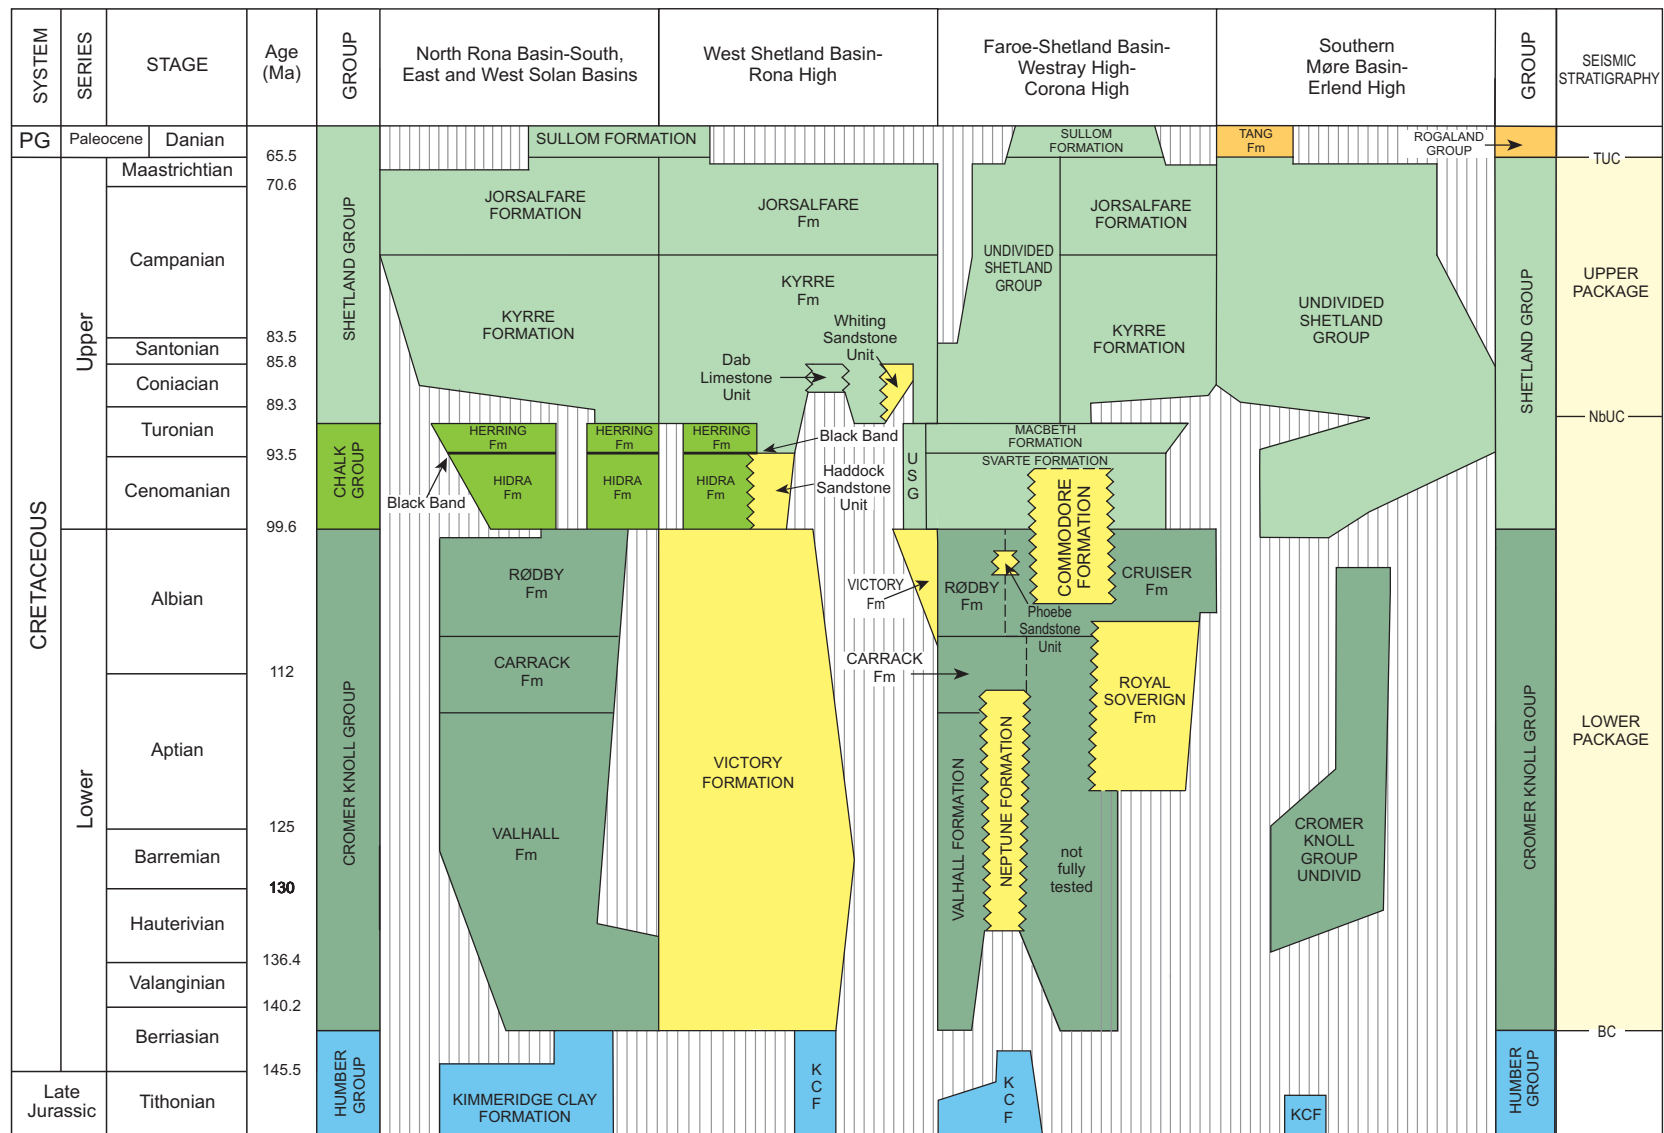 SYSTEM
SERIES
STAGE
Age
(Ma)
GROUP
North Rona Basin-South,
East and West Solan Basins
West Shetland Basin-
Rona High
Faroe-Shetland Basin-
Westray High-
Corona High
Southern
Møre Basin-
Erlend High
GROUP
SEISMIC
STRATIGRAPHY
PG
Paleocene
Danian
65.5
SULLOM FORMATION
SULLOM
FORMATION
TANG
Fm
ROGALAND
GROUP
TUC
CRETACEOUS
Upper
Lower
Maastrichtian
70.6
Campanian
83.5
Santonian
85.8
Coniacian
89.3
Turonian
93.5
Cenomanian
99.6
Albian
112
Aptian
125
Barremian
130
Hauterivian
136.4
Valanginian
140.2
Berriasian
145.5
Late
Jurassic
Tithonian
SHETLAND GROUP
CHALK
GROUP
CROMER KNOLL GROUP
HUMBER
GROUP
JORSALFARE
FORMATION
KYRRE
FORMATION
HERRING
Fm
HIDRA
Fm
Black Band
HERRING
Fm
HIDRA
Fm
RØDBY
Fm
CARRACK
Fm
VALHALL
Fm
KIMMERIDGE CLAY
FORMATION
JORSALFARE
Fm
KYRRE
Fm
Whiting
Sandstone
Unit
Dab
Limestone
Unit
HERRING
Fm
HIDRA
Fm
Black Band
Haddock
Sandstone
Unit
VICTORY
FORMATION
K
C
F
U
S
G
VICTORY
Fm
CARRACK
Fm
UNDIVIDED
SHETLAND
GROUP
JORSALFARE
FORMATION
KYRRE
FORMATION
MACBETH
FORMATION
SVARTE FORMATION
COMMODORE
FORMATION
RØDBY
Fm
CRUISER
Fm
Phoebe
Sandstone
Unit
ROYAL
SOVERIGN
Fm
VALHALL FORMATION
NEPTUNE FORMATION
not
fully
tested
K
C
F
UNDIVIDED
SHETLAND
GROUP
CROMER
KNOLL
GROUP
UNDIVID
KCF
SHETLAND GROUP
CROMER KNOLL GROUP
HUMBER
GROUP
UPPER
PACKAGE
NbUC
LOWER
PACKAGE
BC